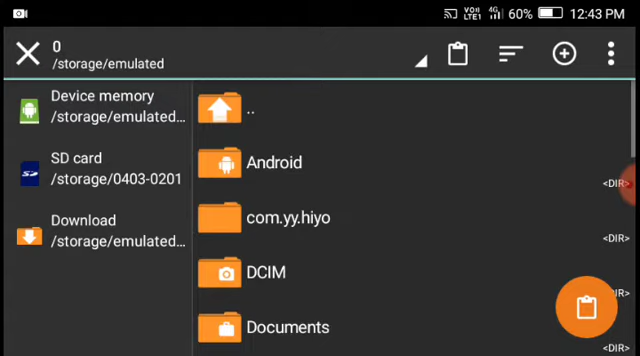 VO)
LTE1
4G
60%
12:43 PM
0
/storage/emulated
Device memory
/storage/emulated...
SD card
/storage/0403-0201
Download
/storage/emulated...
..
Android
<DIR>
com.yy.hiyo
<DIR>
DCIM
DIR>
Documents
<DIR>